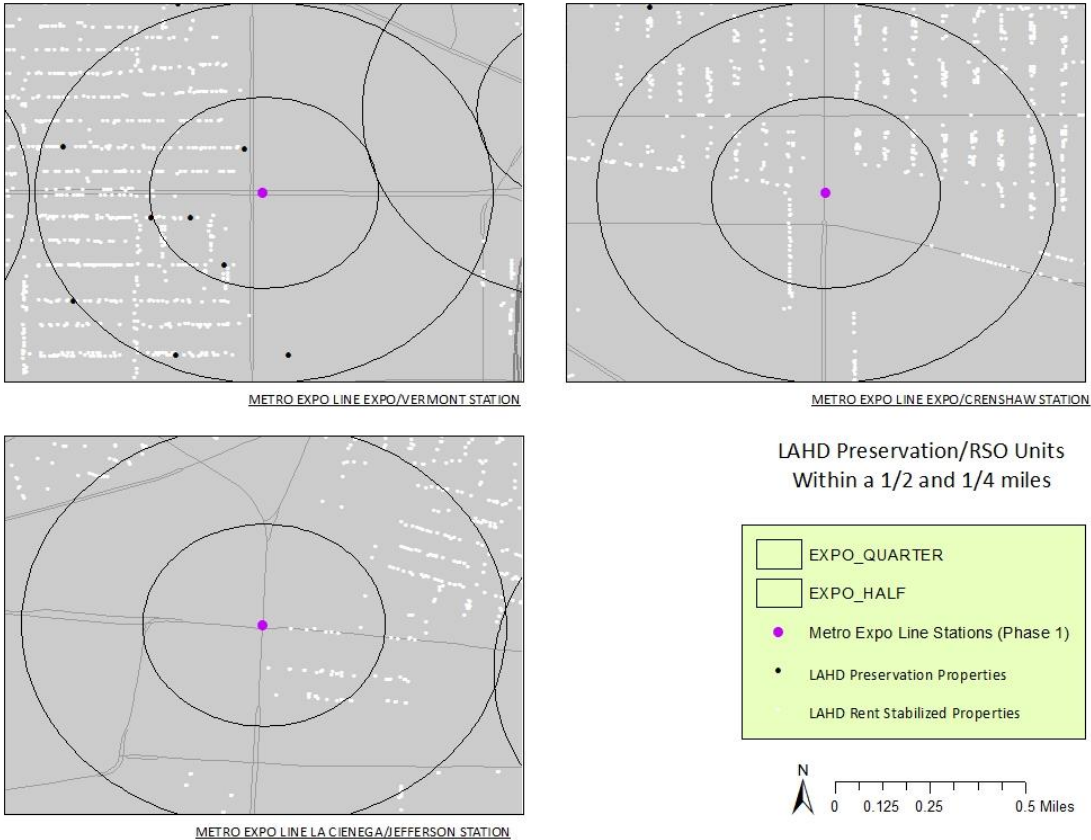 METRO EXPO LINE EXPO/VERMONT STATION
METRO EXPO LINE EXPO/CRENSHAW STATION
METRO EXPO LINE LA CIENEGA/JEFFERSON STATION
LAHD Preservation/RSO Units
Within a 1/2 and 1/4 miles
EXPO_QUARTER
EXPO_HALF
Metro Expo Line Stations (Phase 1)
LAHD Preservation Properties
LAHD Rent Stabilized Properties
N
0 0.125 0.25 0.5 Miles